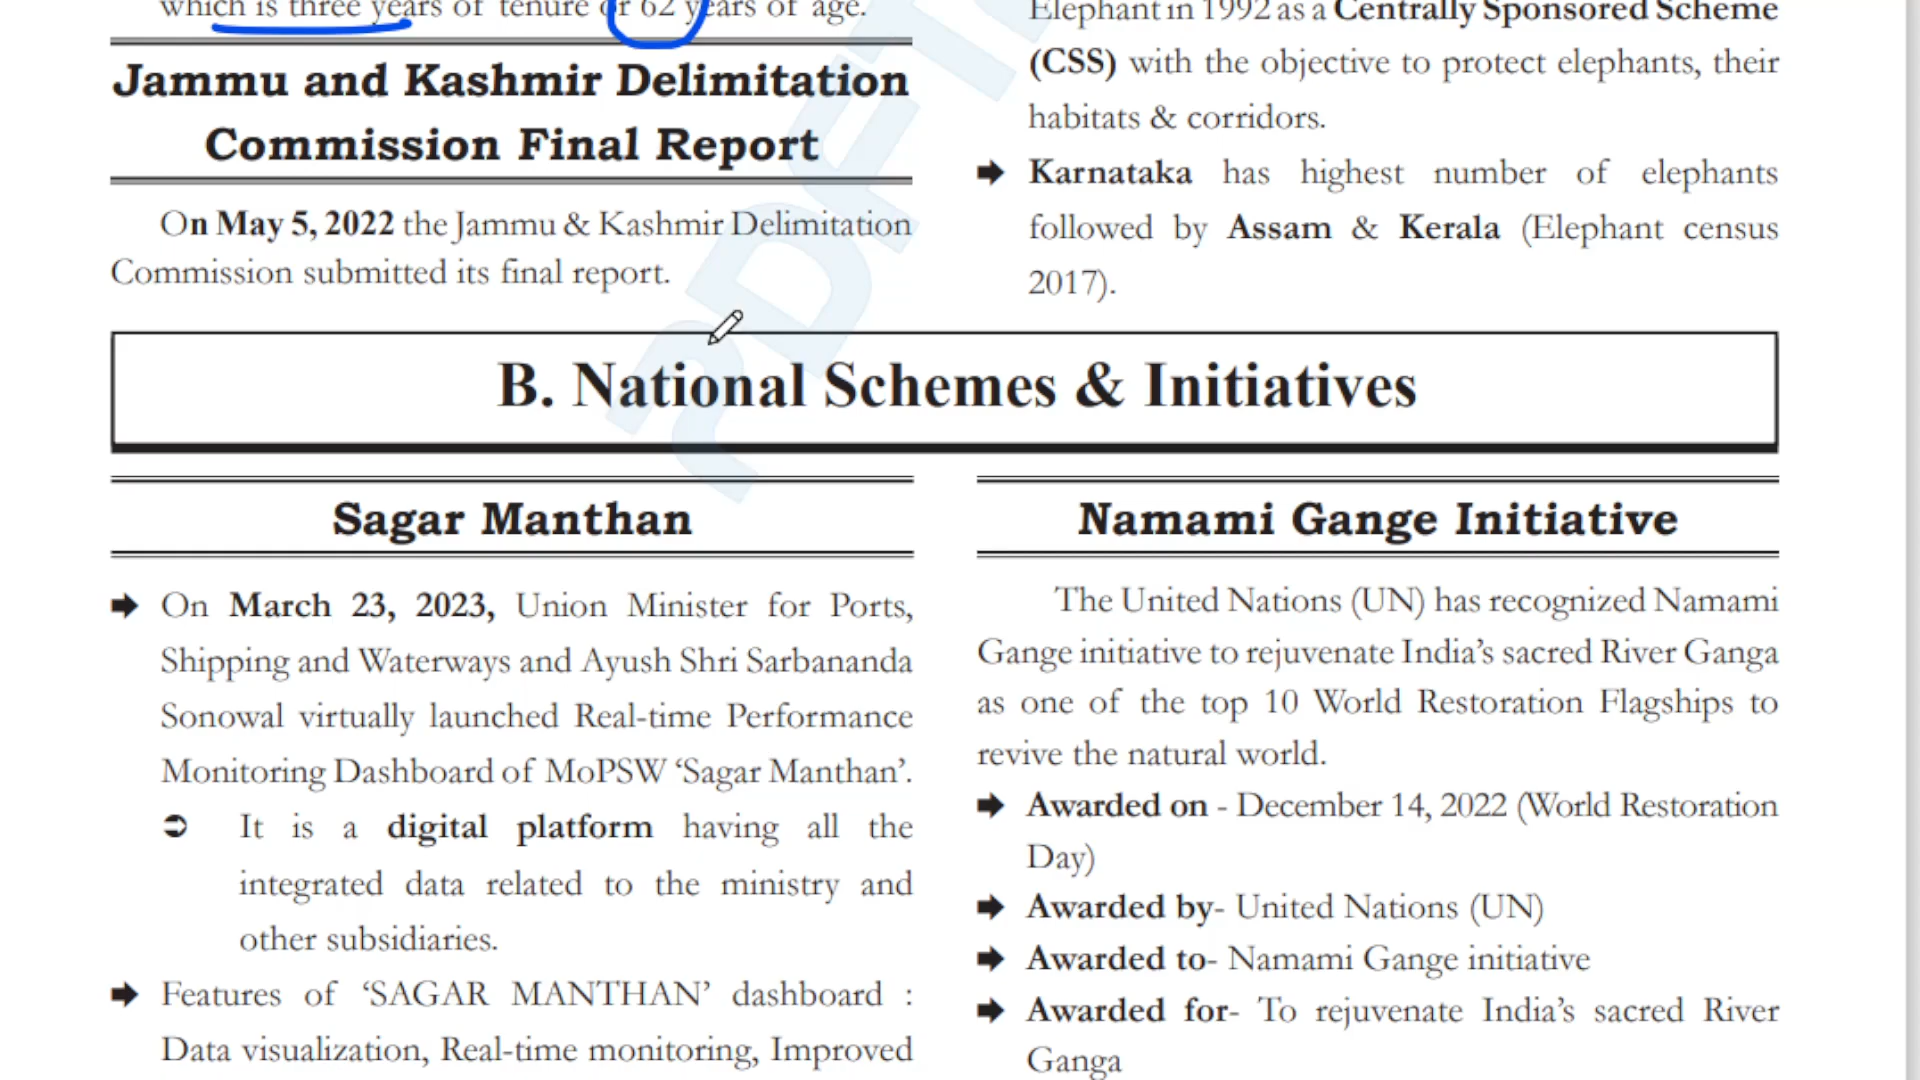 which is three years of tenure or 62 years of age.
Jammu and Kashmir Delimitation
Commission Final Report
On May 5, 2022 the Jammu & Kashmir Delimitation
Commission submitted its final report.
Elephant in 1992 as a Centrally Sponsored Scheme
(CSS) with the objective to protect elephants, their
habitats & corridors.
Karnataka has highest number of elephants
followed by Assam & Kerala (Elephant census
2017).
B. National Schemes & Initiatives
Sagar Manthan
On March 23, 2023, Union Minister for Ports,
Shipping and Waterways and Ayush Shri Sarbananda
Sonowal virtually launched Real-time Performance
Monitoring Dashboard of MoPSW ‘Sagar Manthan’.
It is a digital platform having all the
integrated data related to the ministry and
other subsidiaries.
Features of ‘SAGAR MANTHAN’ dashboard :
Data visualization, Real-time monitoring, Improved
Namami Gange Initiative
The United Nations (UN) has recognized Namami
Gange initiative to rejuvenate India’s sacred River Ganga
as one of the top 10 World Restoration Flagships to
revive the natural world.
Awarded on - December 14, 2022 (World Restoration
Day)
Awarded by- United Nations (UN)
Awarded to- Namami Gange initiative
Awarded for- To rejuvenate India’s sacred River
Ganga